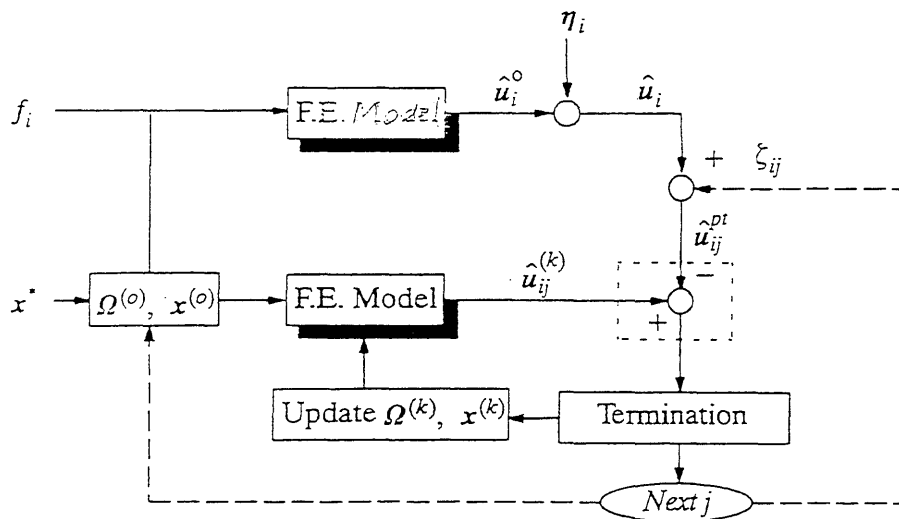 η_i
f_i
F.E. Model
û_i^o
û_i
+
ζ_ij
û_ij^pt
x*
Ω^(o), x^(o)
F.E. Model
û_ij^(k)
−
+
Update Ω^(k), x^(k)
Termination
Next j